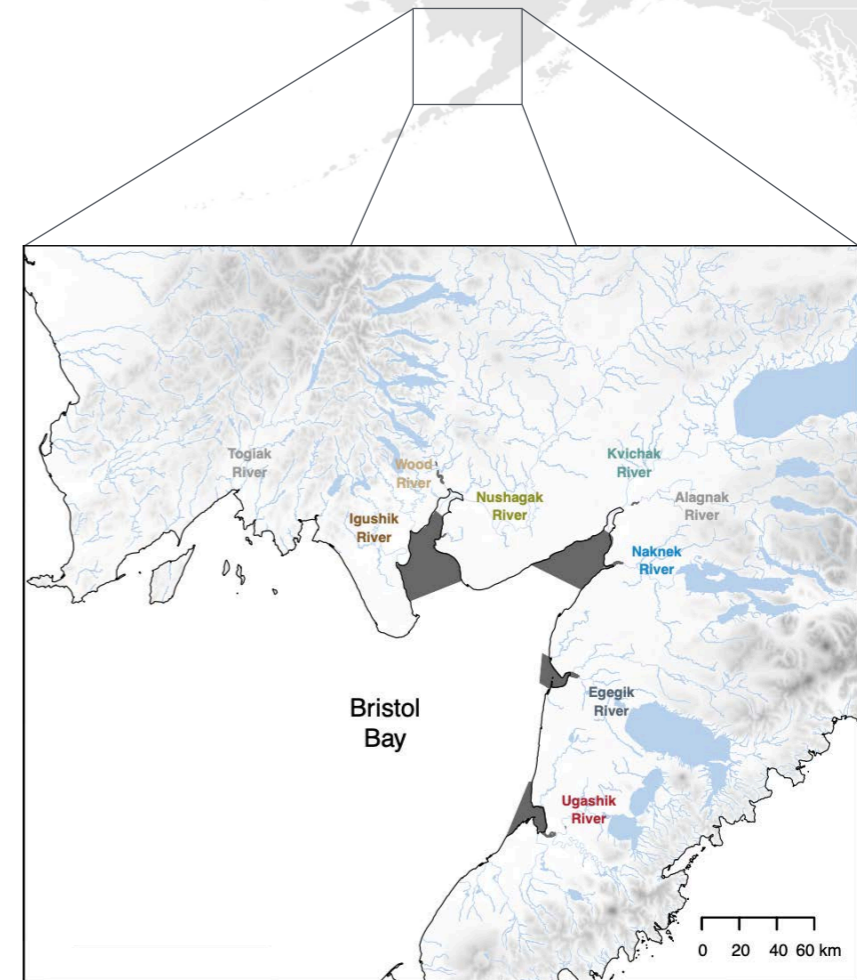 Togiak
River
Wood
River
Kvichak
River
Igushik
River
Nushagak
River
Alagnak
River
Naknek
River
Bristol
Bay
Egegik
River
Ugashik
River
0 20 40 60 km